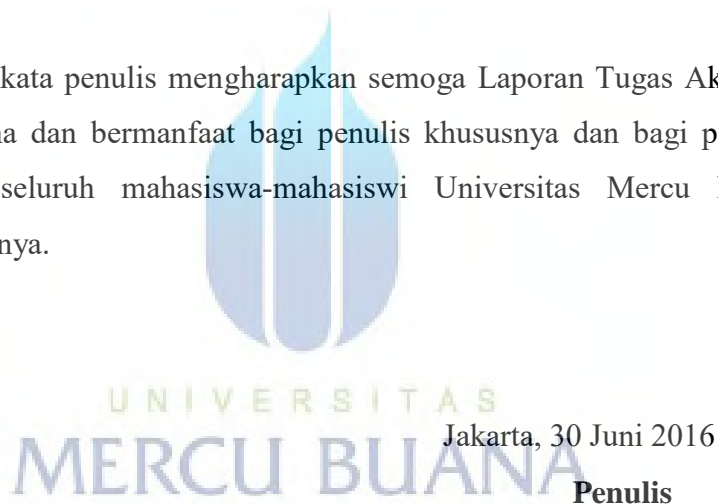 kata penulis mengharapkan semoga Laporan Tugas Ak
na dan bermanfaat bagi penulis khususnya dan bagi p
seluruh mahasiswa-mahasiswi Universitas Mercu
nya.
UNIVERSITAS
MERCU BUANA
Jakarta, 30 Juni 2016
Penulis